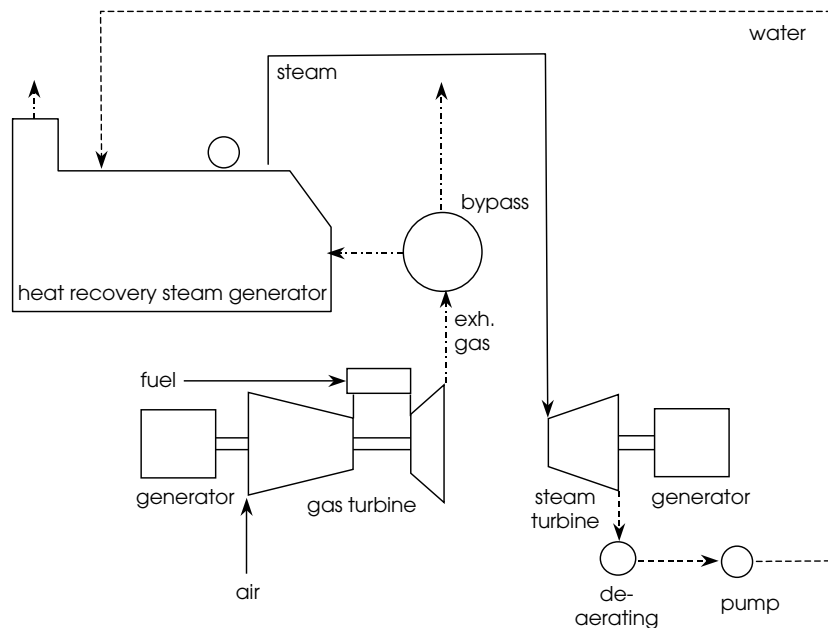 water
steam
bypass
heat recovery steam generator
exh.
gas
fuel
generator
gas turbine
steam
turbine
generator
air
de-
aerating
pump